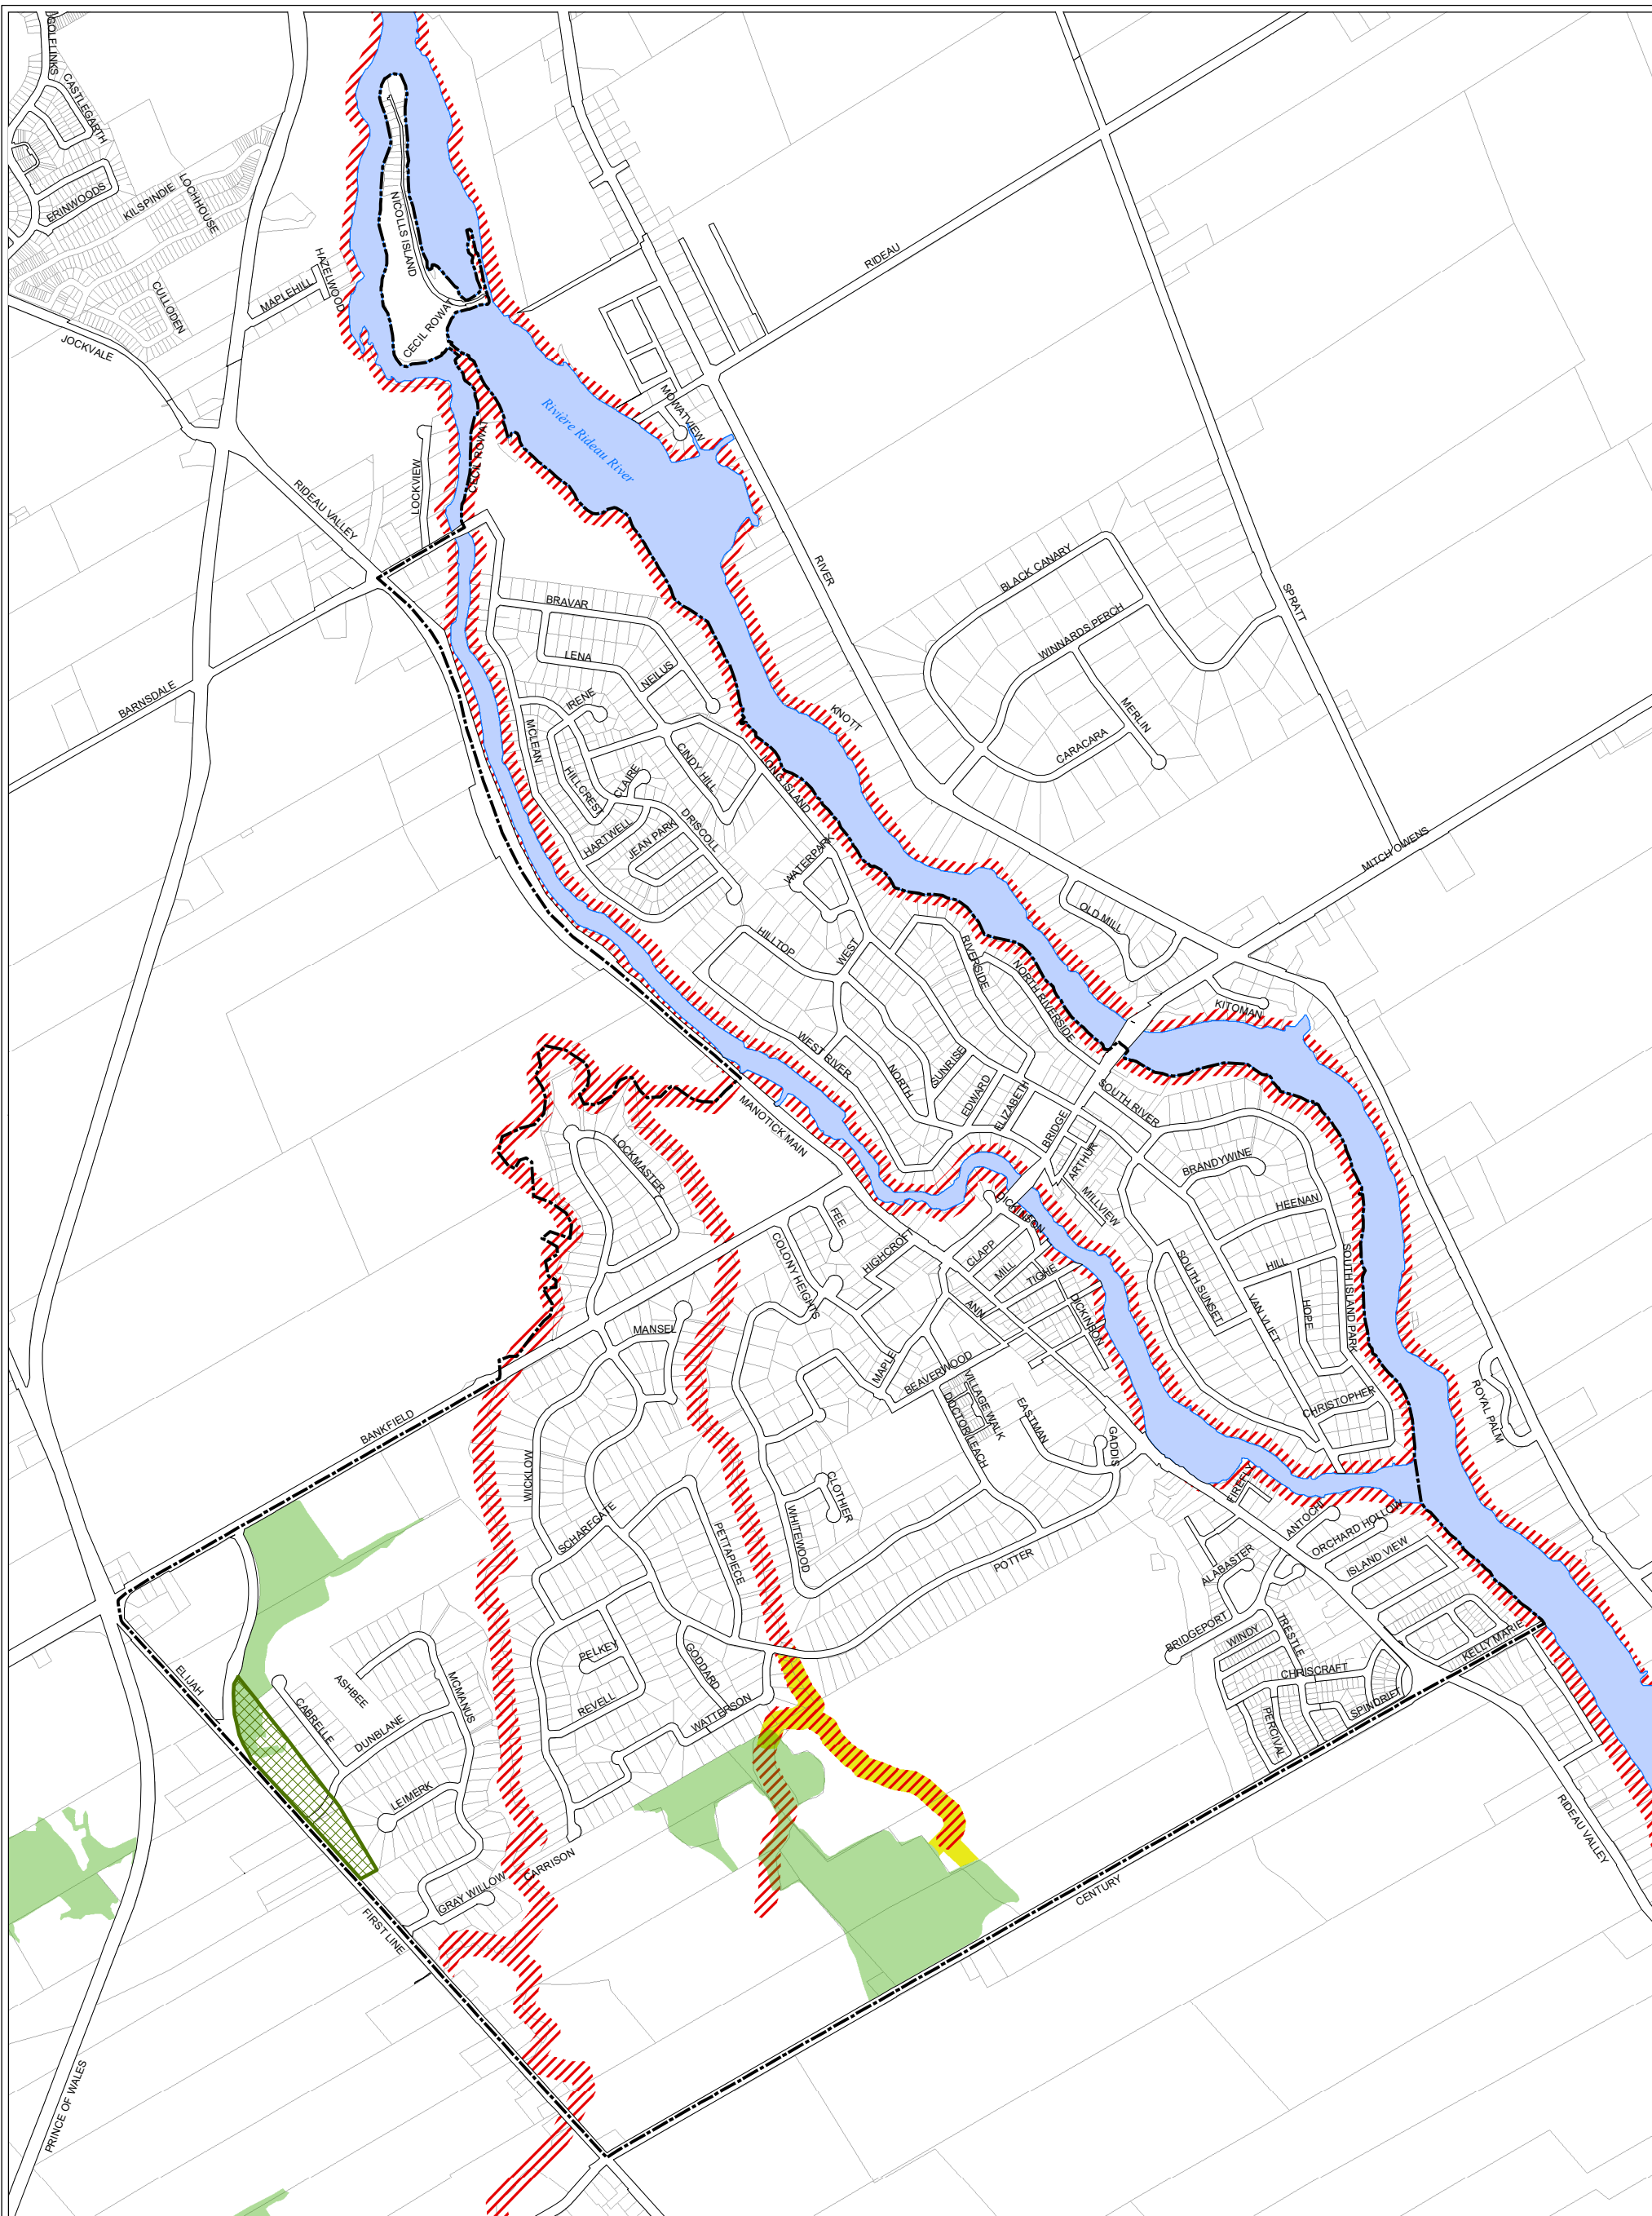 GOLFLINKS
CASTLEGARTH
ERINWOODS
KILSPINDIE
LOCHHOUSE
CULLODEN
MAPLEHILL
HAZELWOOD
JOCKVALE
NICOLLS ISLAND
CECIL ROWAT
RIDEAU
MOWATVIEW
Rivière Rideau River
CECIL ROWAT
LOCKVIEW
RIDEAU VALLEY
RIVER
SPRATT
BLACK CANARY
WINNARDS PERCH
MERLIN
CARACARA
BRAVAR
LENA
NEILUS
IRENE
BARNSDALE
MCLEAN
KNOTT
CINDY HILL
LONG ISLAND
HILLCREST
CLAIRE
HARTWELL
JEAN PARK
DRISCOLL
WATERPARK
MITCH OWENS
OLD MILL
HILLTOP
WEST
RIVERSIDE
NORTH RIVERSIDE
KITOMAN
WEST RIVER
NORTH
SUNRISE
EDWARD
ELIZABETH
MANOTICK MAIN
BRIDGE
SOUTH RIVER
ARTHUR
MILLVIEW
BRANDYWINE
LOCKMASTER
HEENAN
FEE
DICKINSON
COLONY HEIGHTS
HIGHCROFT
CLAPP
MILL
TIGHE
DICKINSON
ANN
SOUTH SUNSET
HILL
VAN VLIET
HOPE
SOUTH ISLAND PARK
MANSEL
MAPLE
BEAVERWOOD
VILLAGE WALK
DOCTOR LEACH
EASTMAN
GADDIS
CHRISTOPHER
ROYAL PALM
BANKFIELD
WICKLOW
SCHARFGATE
PETTAPIECE
WHITEWOOD
CLOTHIER
POTTER
FIREFLY
ANTOCHI
ORCHARD HOLLOW
ISLAND VIEW
ALABASTER
BRIDGEPORT
WINDY
TRESTLE
KELLY MARIE
CHRISCRAFT
SPINDRIFT
PERCIVAL
PELKEY
GODDARD
REVELL
WATTERSON
ELIJAH
CABRELLE
ASHBEE
MCMANUS
DUNBLANE
LEIMERK
GRAY WILLOW
CARRISON
FIRST LINE
CENTURY
RIDEAU VALLEY
PRINCE OF WALES